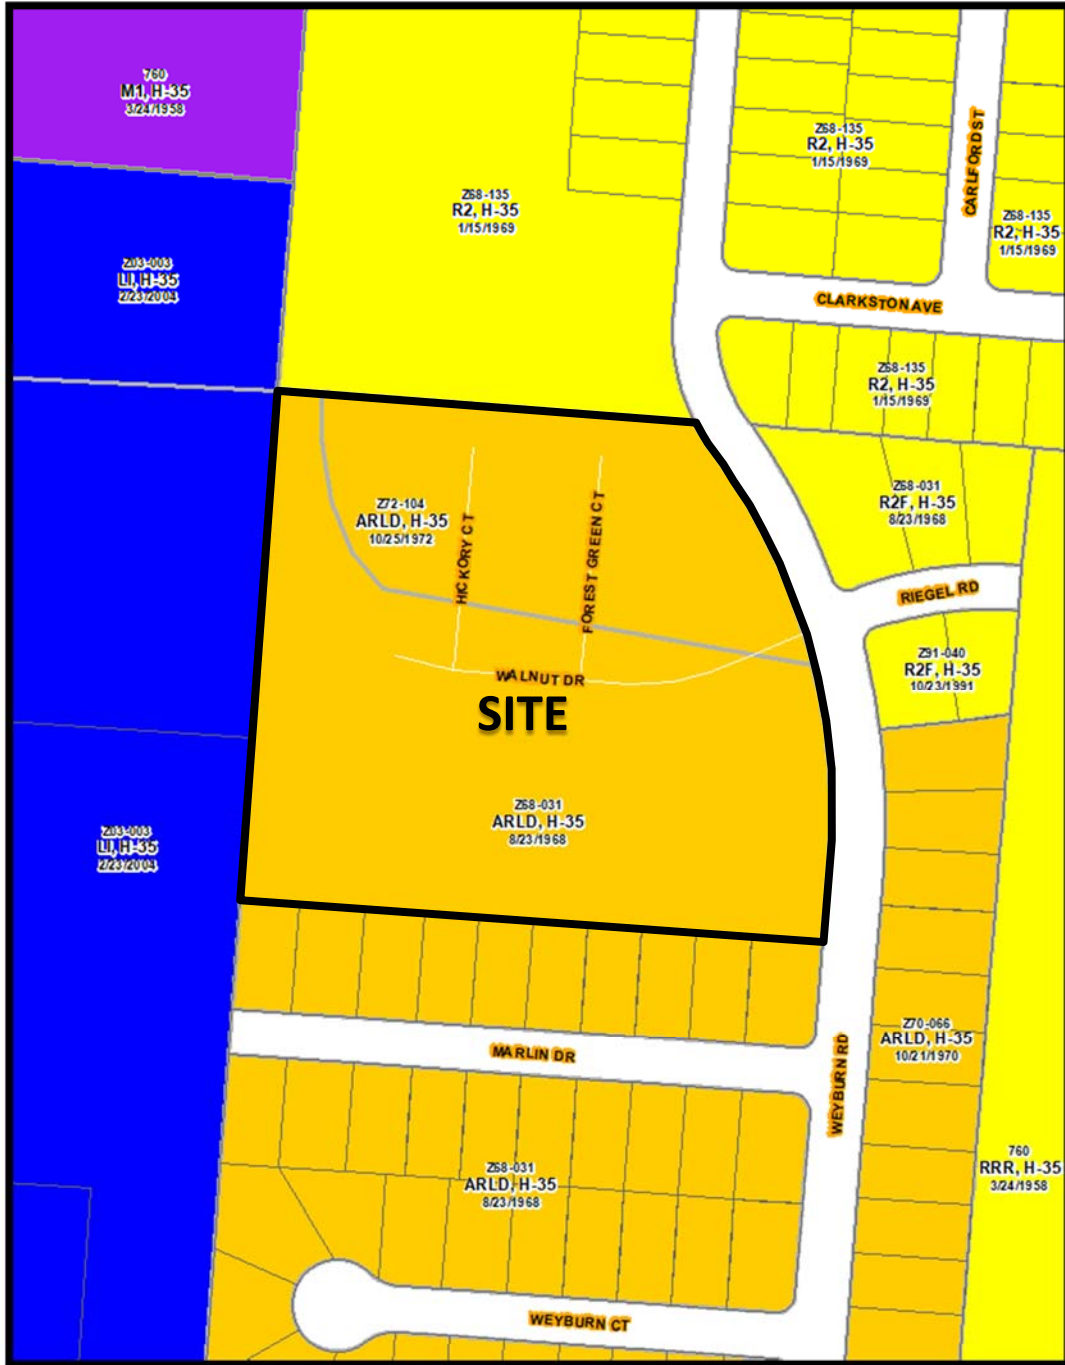 760
M1, H-35
3/24/1958
Z68-135
R2, H-35
1/15/1969
CARLFORD ST
Z68-135
R2, H-35
1/15/1969
Z68-135
R2, H-35
1/15/1969
Z03-003
LI, H-35
2/23/2004
CLARKSTON AVE
Z68-135
R2, H-35
1/15/1969
Z68-031
R2F, H-35
8/23/1968
Z72-104
ARLD, H-35
10/25/1972
HICKORY CT
FOREST GREEN CT
RIEGEL RD
Z91-040
R2F, H-35
10/23/1991
WALNUT DR
SITE
Z68-031
ARLD, H-35
8/23/1968
Z03-003
LI, H-35
2/23/2004
Z70-066
ARLD, H-35
10/21/1970
MARLIN DR
WEYBURN RD
760
RRR, H-35
3/24/1958
Z68-031
ARLD, H-35
8/23/1968
WEYBURN CT